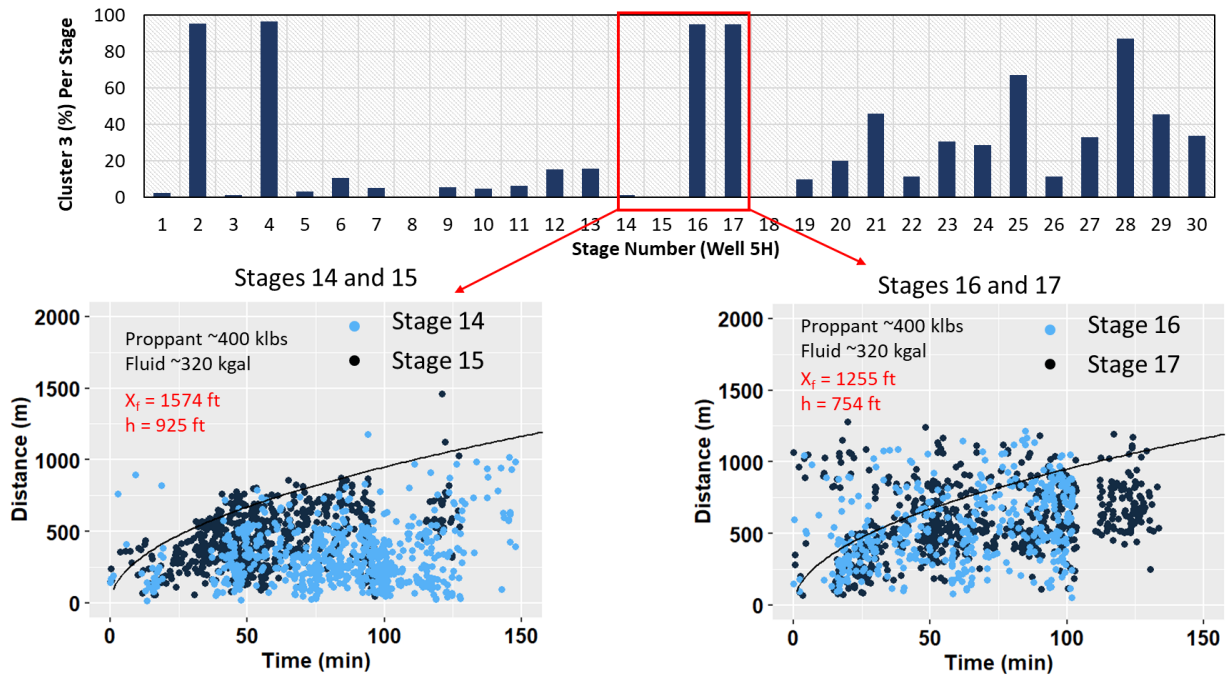 Cluster 3 (%) Per Stage
100
80
60
40
20
0
1 2 3 4 5 6 7 8 9 10 11 12 13 14 15 16 17 18 19 20 21 22 23 24 25 26 27 28 29 30
Stage Number (Well 5H)
Stages 14 and 15
Distance (m)
2000
1500
1000
500
0
Proppant ~400 klbs
Fluid ~320 kgal
Xf = 1574 ft
h = 925 ft
Stage 14
Stage 15
0 50 100 150
Time (min)
Stages 16 and 17
Distance (m)
2000
1500
1000
500
0
Proppant ~400 klbs
Fluid ~320 kgal
Xf = 1255 ft
h = 754 ft
Stage 16
Stage 17
0 50 100 150
Time (min)